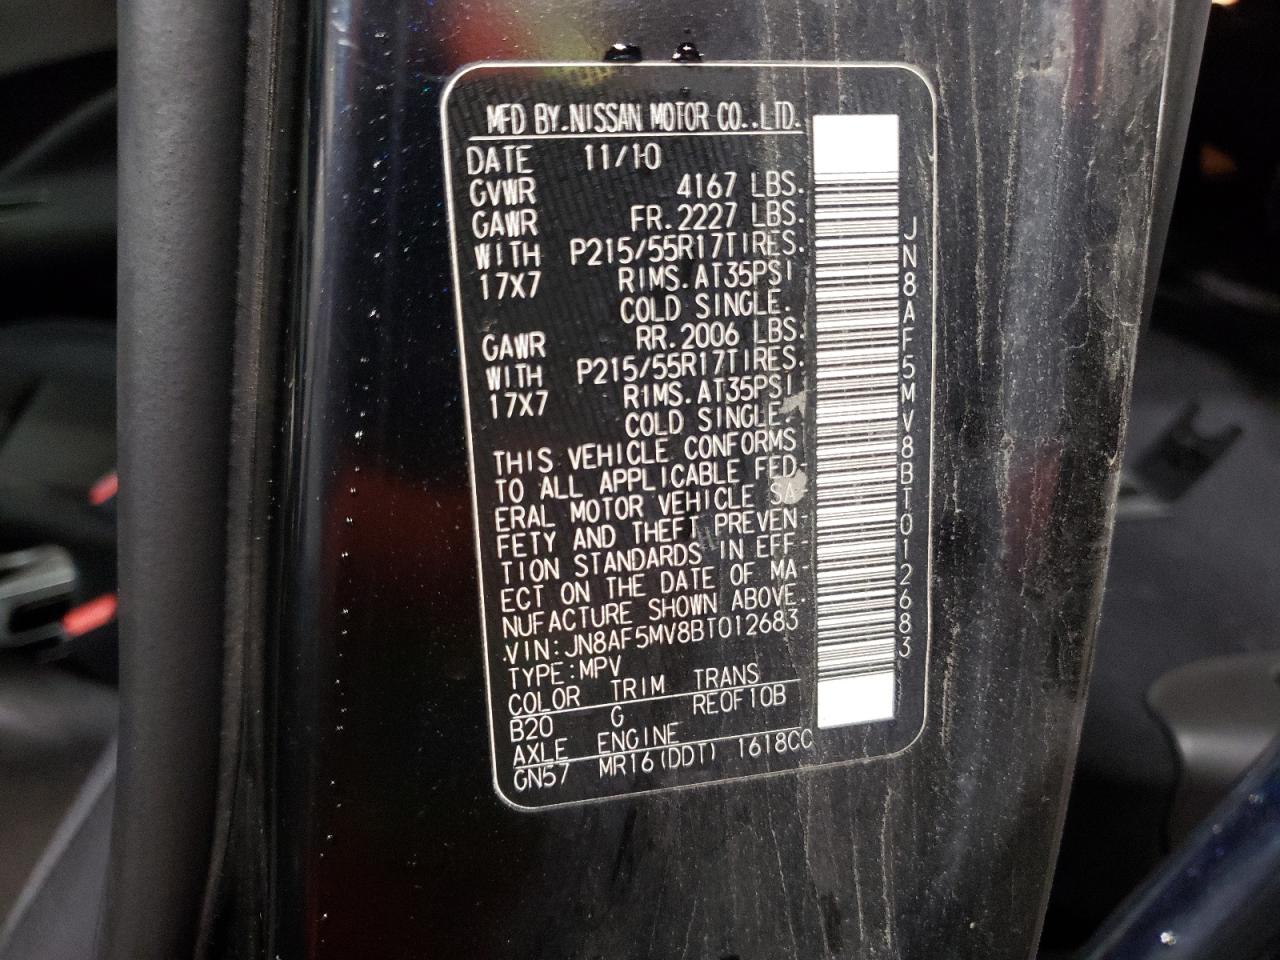 MFD BY.NISSAN MOTOR CO.,LTD.
DATE 11/10
GVWR 4167 LBS.
GAWR FR.2227 LBS.
WITH P215/55R17TIRES.
17X7 RIMS.AT35PSI
COLD SINGLE.
GAWR RR.2006 LBS.
WITH P215/55R17TIRES.
17X7 RIMS.AT35PSI
COLD SINGLE.
THIS VEHICLE CONFORMS
TO ALL APPLICABLE FED-
ERAL MOTOR VEHICLE SA-
FETY AND THEFT PREVEN-
TION STANDARDS IN EFF-
ECT ON THE DATE OF MA-
NUFACTURE SHOWN ABOVE.
VIN:JN8AF5MV8BT012683
TYPE:MPV
COLOR TRIM TRANS
B20 G RE0F10B
AXLE ENGINE
GN57 MR16(DDT) 1618CC
JN8AF5MV8BT012683